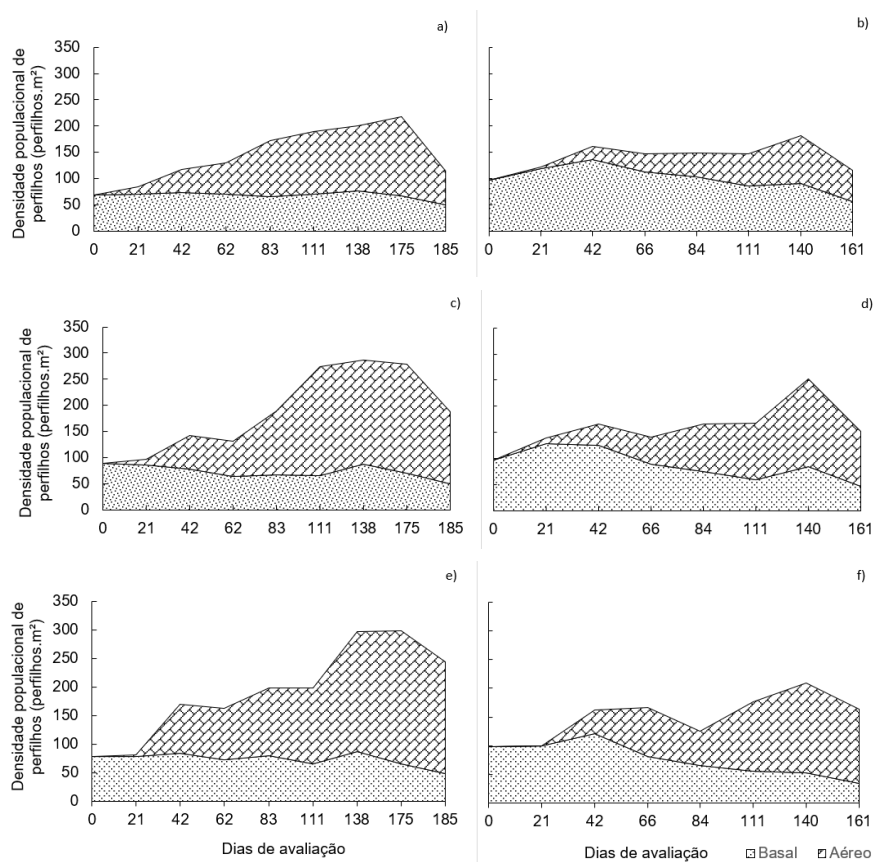 a)
Densidade populacional de
perfilhos (perfilhos.m²)
350
300
250
200
150
100
50
0
0 21 42 62 83 111 138 175 185
b)
0 21 42 66 84 111 140 161
c)
Densidade populacional de
perfilhos (perfilhos.m²)
350
300
250
200
150
100
50
0
0 21 42 62 83 111 138 175 185
d)
0 21 42 66 84 111 140 161
e)
Densidade populacional de
perfilhos (perfilhos.m²)
350
300
250
200
150
100
50
0
0 21 42 62 83 111 138 175 185
Dias de avaliação
f)
0 21 42 66 84 111 140 161
Dias de avaliação
Basal Aéreo